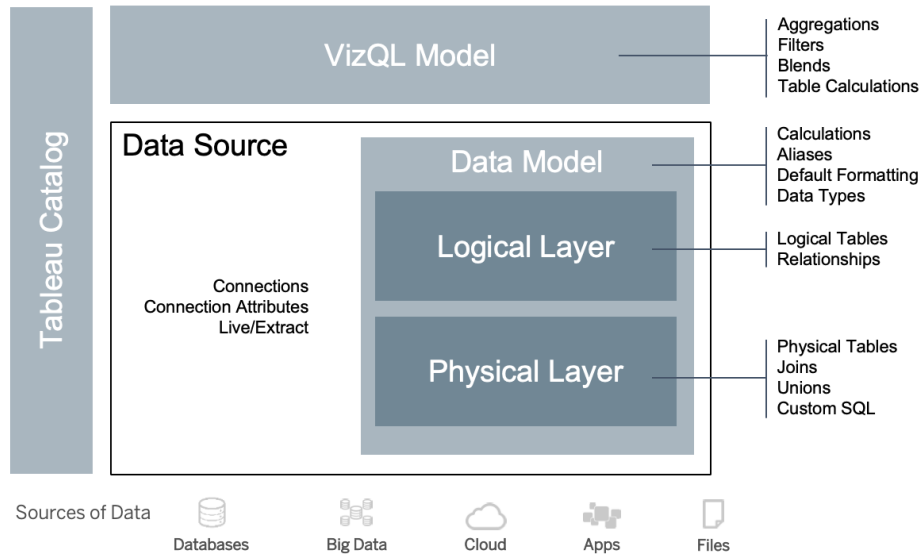 Tableau Catalog
VizQL Model
Aggregations
Filters
Blends
Table Calculations
Data Source
Connections
Connection Attributes
Live/Extract
Data Model
Calculations
Aliases
Default Formatting
Data Types
Logical Layer
Logical Tables
Relationships
Physical Layer
Physical Tables
Joins
Unions
Custom SQL
Sources of Data
Databases
Big Data
Cloud
Apps
Files